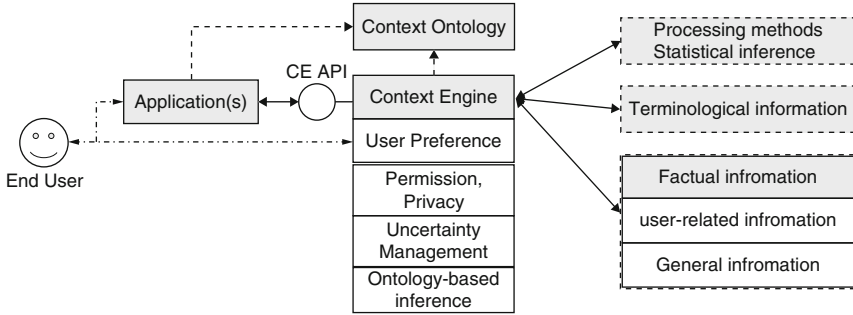 Context Ontology
CE API
Application(s)
Context Engine
User Preference
End User
Permission,
Privacy
Uncertainty
Management
Ontology-based
inference
Processing methods
Statistical inference
Terminological information
Factual infromation
user-related infromation
General infromation